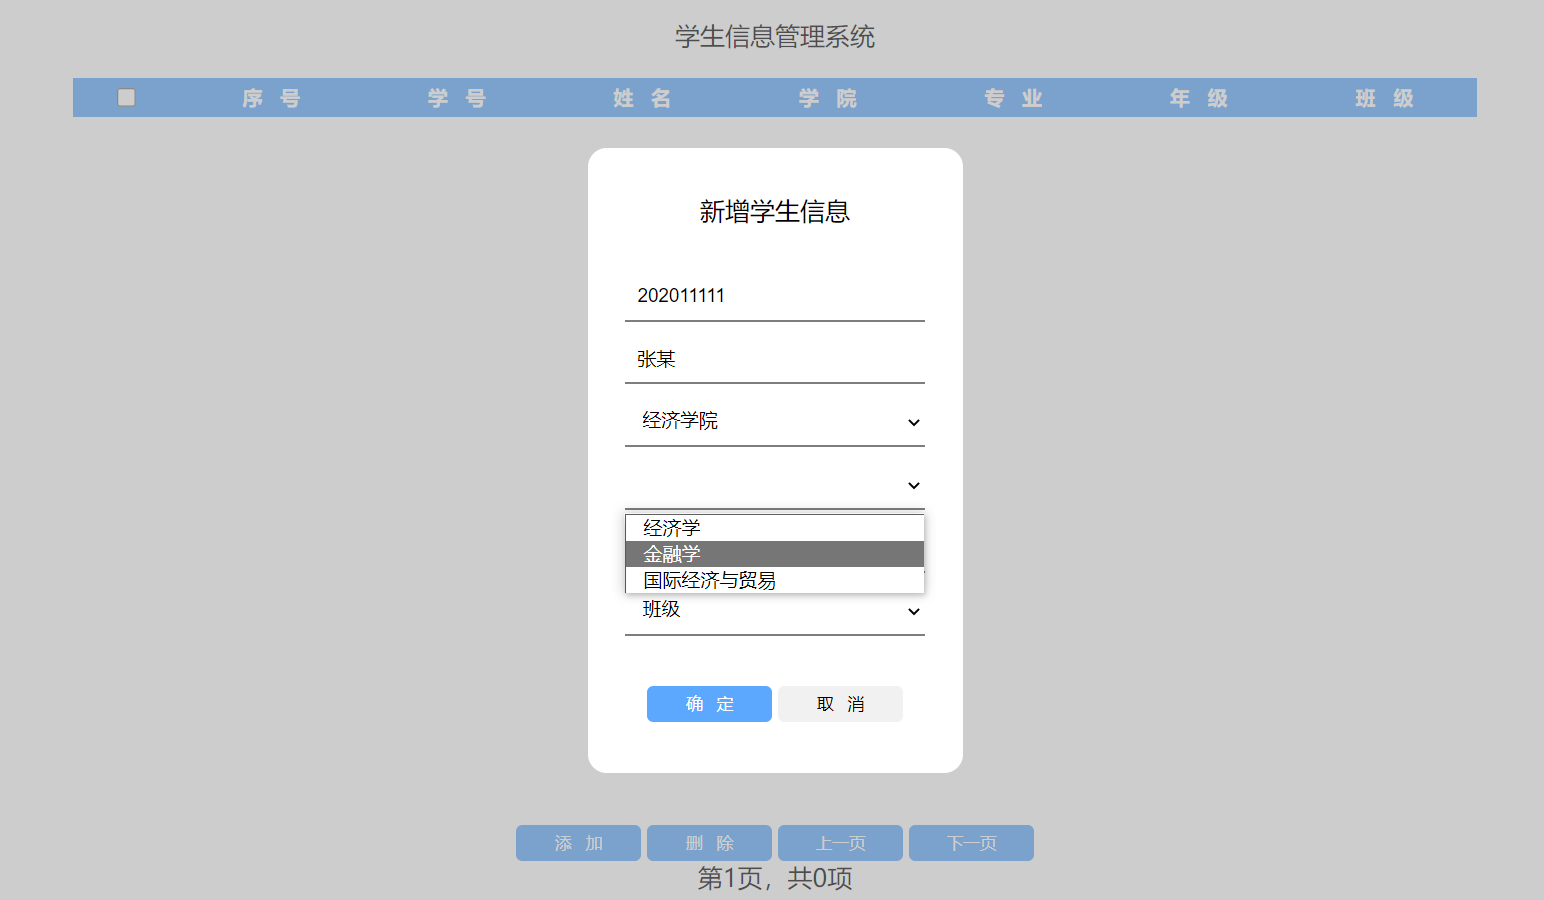 学生信息管理系统
序 号 学 号 姓 名 学 院 专 业 年 级 班 级
新增学生信息
202011111
张某
经济学院
经济学
金融学
国际经济与贸易
班级
确 定 取 消
添 加 删 除 上一页 下一页
第1页，共0项